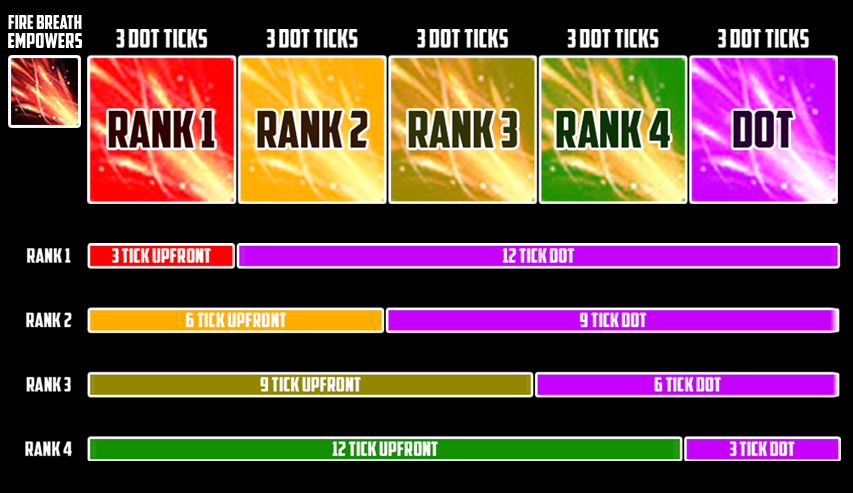 FIRE BREATH
EMPOWERS
3 DOT TICKS 3 DOT TICKS 3 DOT TICKS 3 DOT TICKS 3 DOT TICKS
RANK 1 RANK 2 RANK 3 RANK 4 DOT
RANK 1 3 TICK UPFRONT 12 TICK DOT
RANK 2 6 TICK UPFRONT 9 TICK DOT
RANK 3 9 TICK UPFRONT 6 TICK DOT
RANK 4 12 TICK UPFRONT 3 TICK DOT